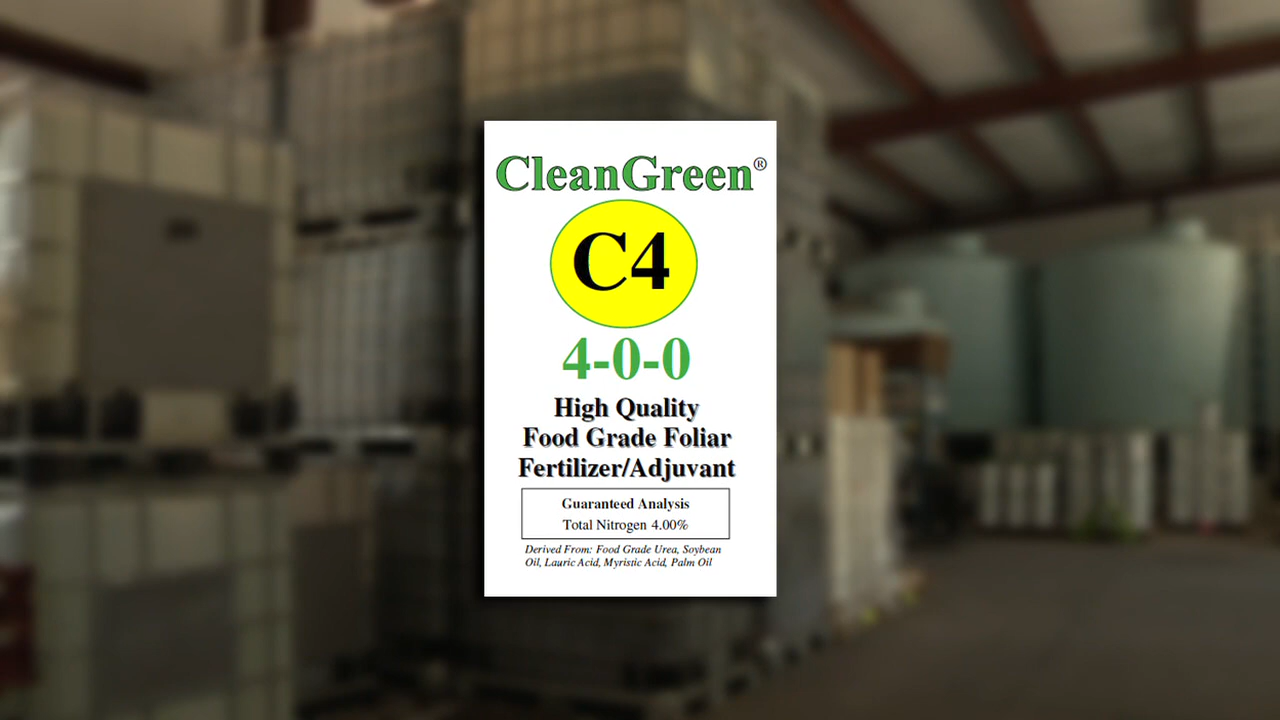 CleanGreen®
C4
4-0-0
High Quality
Food Grade Foliar
Fertilizer/Adjuvant
Guaranteed Analysis
Total Nitrogen 4.00%
Derived From: Food Grade Urea, Soybean
Oil, Lauric Acid, Myristic Acid, Palm Oil